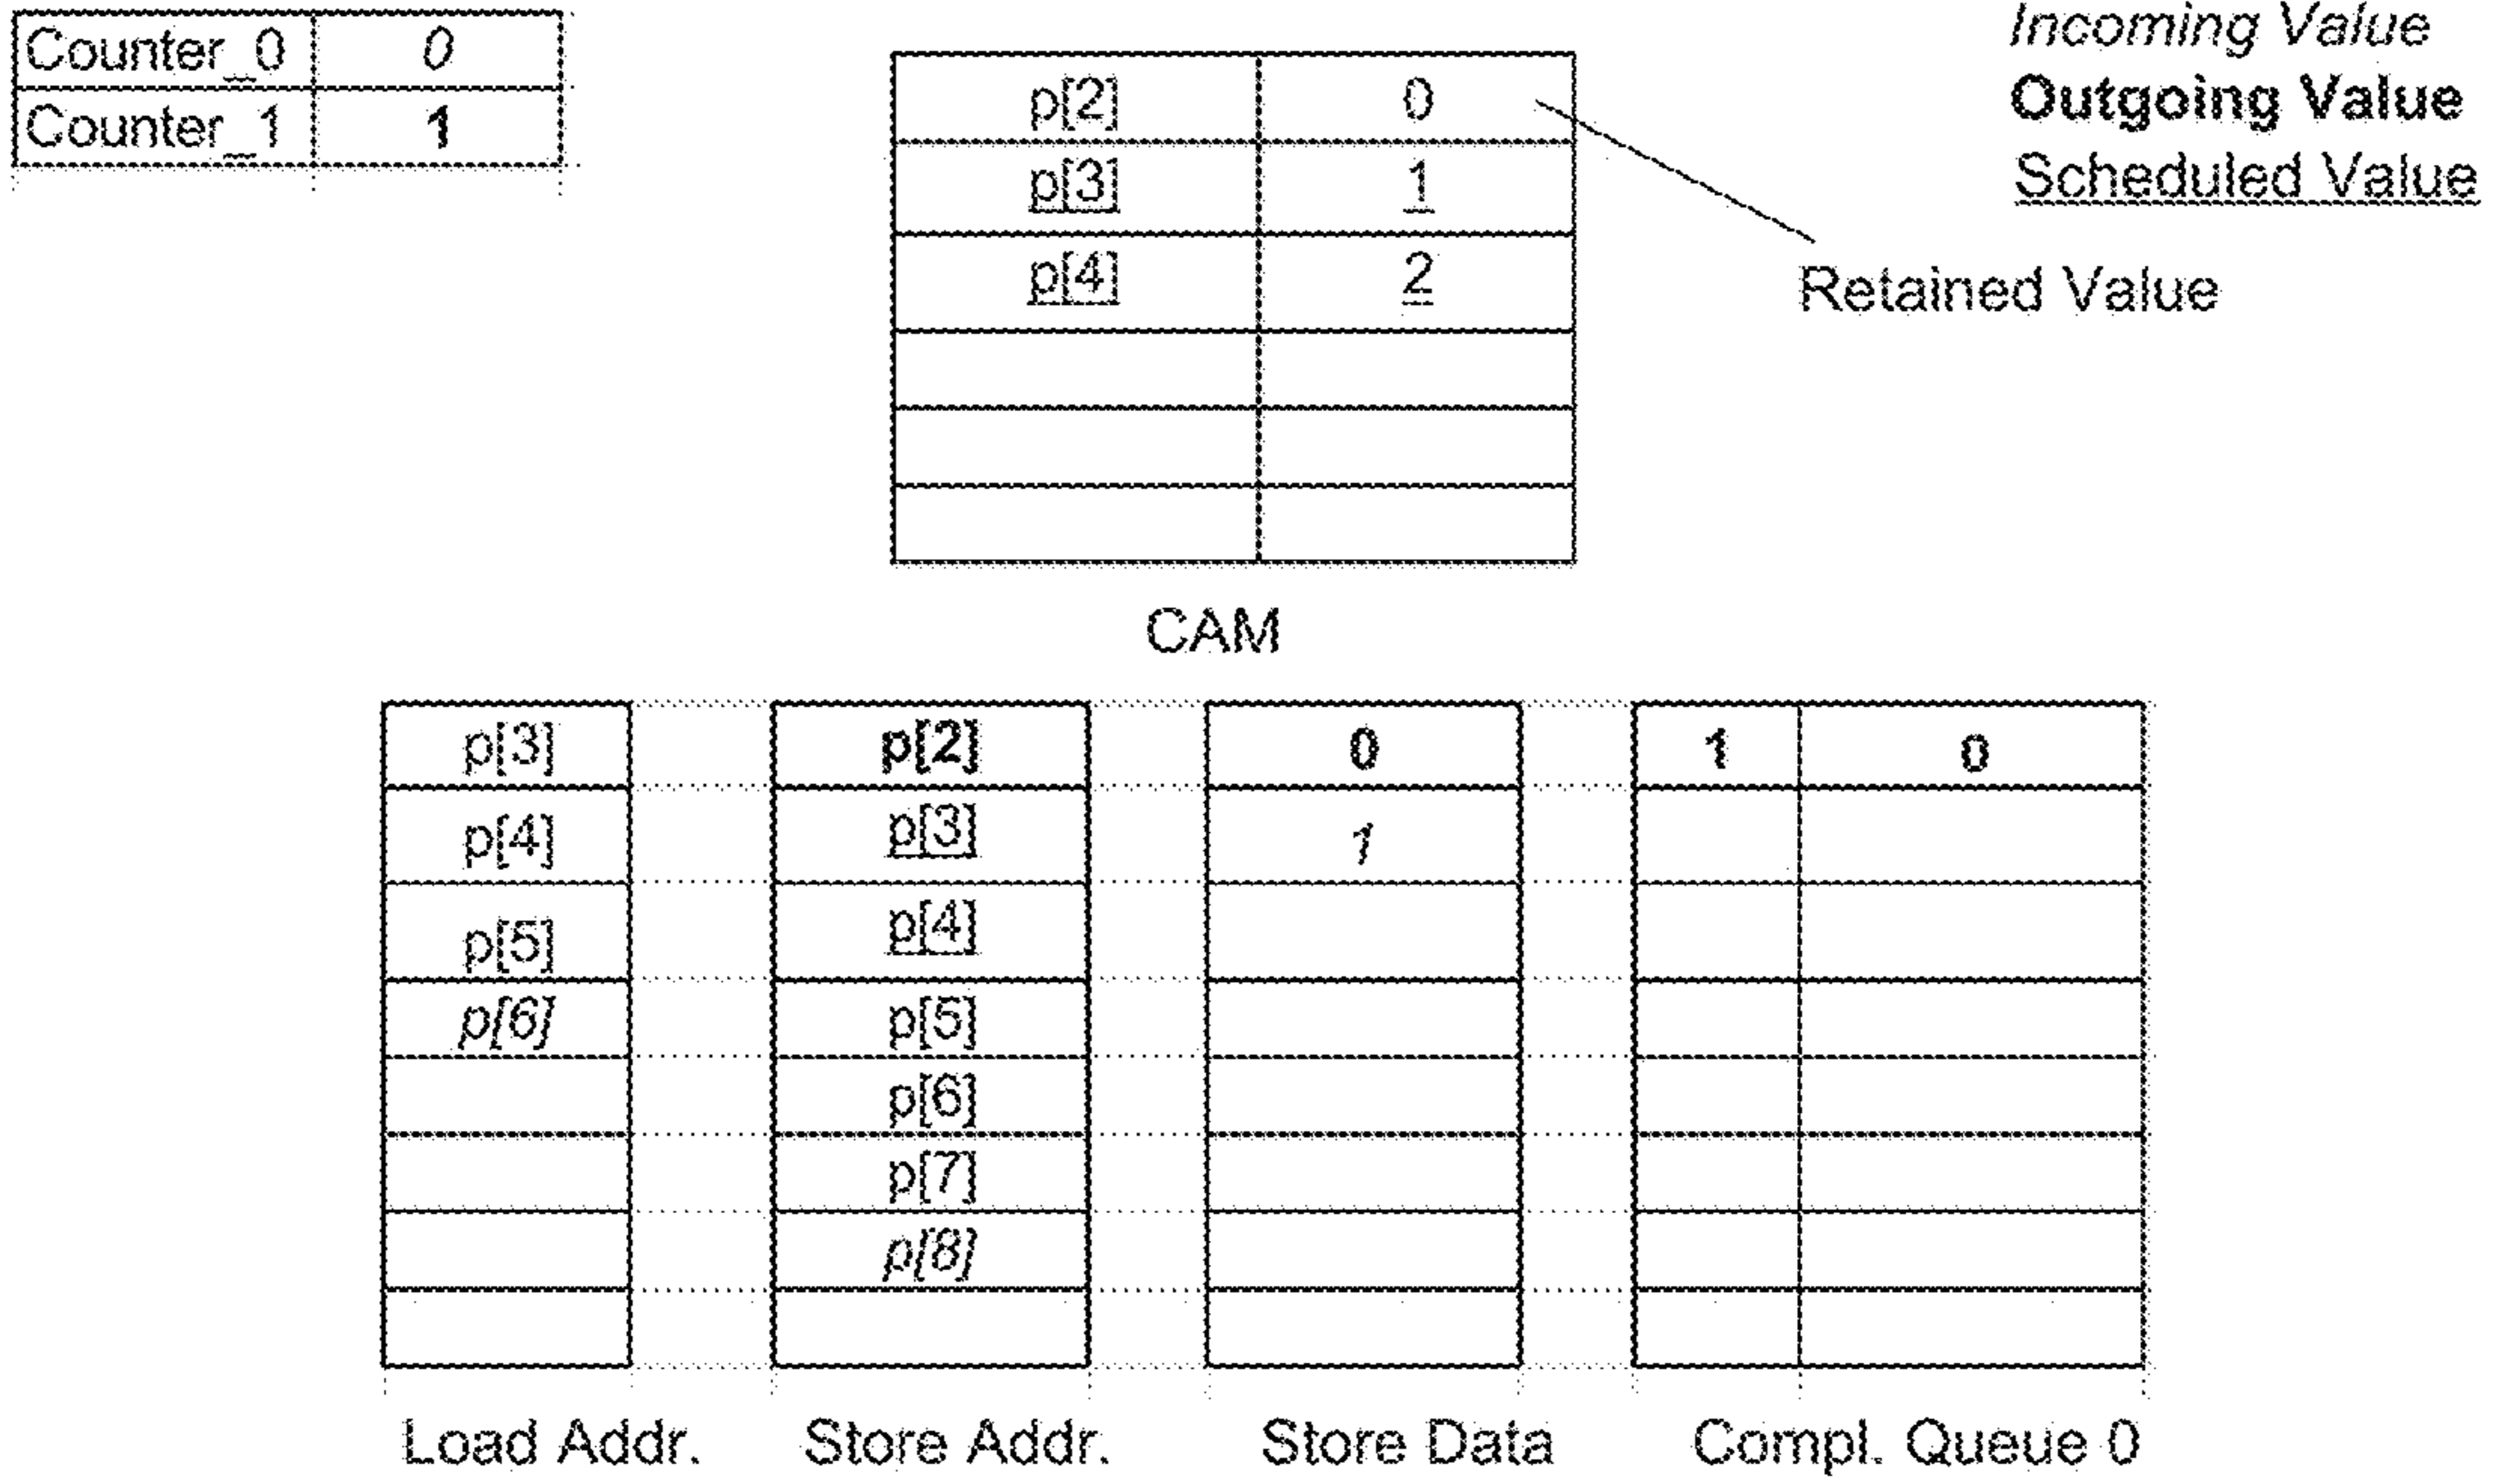 Counter_0 0
Counter_1 1
Incoming Value
Outgoing Value
Scheduled Value
p[2] 0
p[3] 1
p[4] 2
Retained Value
CAM
p[3] p[2] 0 1 0
p[4] p[3] 1
p[5] p[4]
p[6] p[5]
p[6]
p[7]
p[8]
Load Addr. Store Addr. Store Data Compl. Queue 0